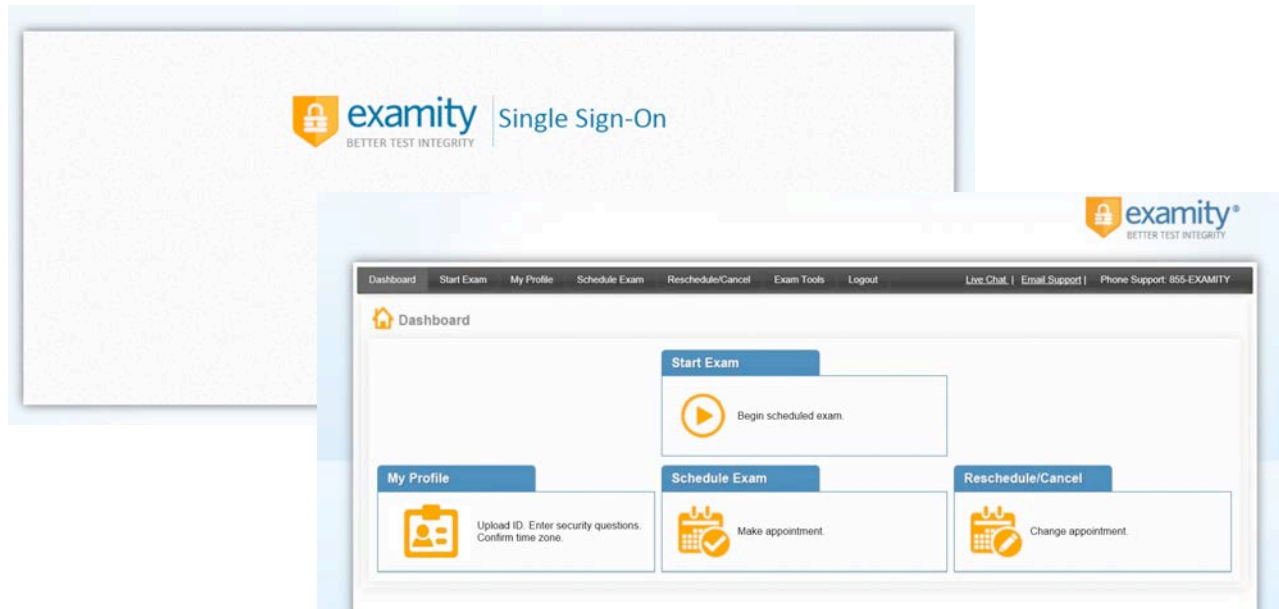 examity
BETTER TEST INTEGRITY
Single Sign-On
examity®
BETTER TEST INTEGRITY
Dashboard Start Exam My Profile Schedule Exam Reschedule/Cancel Exam Tools Logout Live Chat | Email Support | Phone Support: 855-EXAMITY
Dashboard
Start Exam
Begin scheduled exam.
My Profile
Upload ID. Enter security questions.
Confirm time zone.
Schedule Exam
Make appointment.
Reschedule/Cancel
Change appointment.